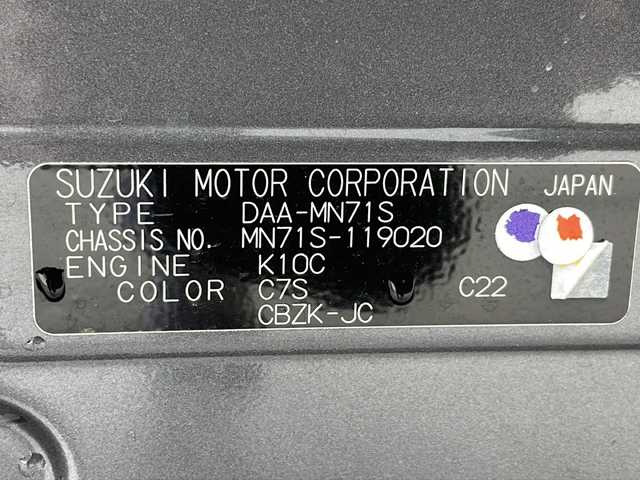 SUZUKI MOTOR CORPORATION JAPAN
TYPE DAA-MN71S
CHASSIS NO. MN71S-119020
ENGINE K10C
COLOR C7S C22
CBZK-JC